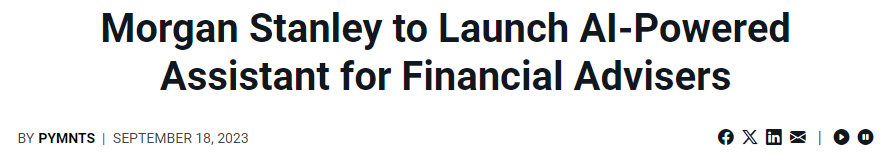 Morgan Stanley to Launch AI-Powered
Assistant for Financial Advisers
BY PYMNTS | SEPTEMBER 18, 2023